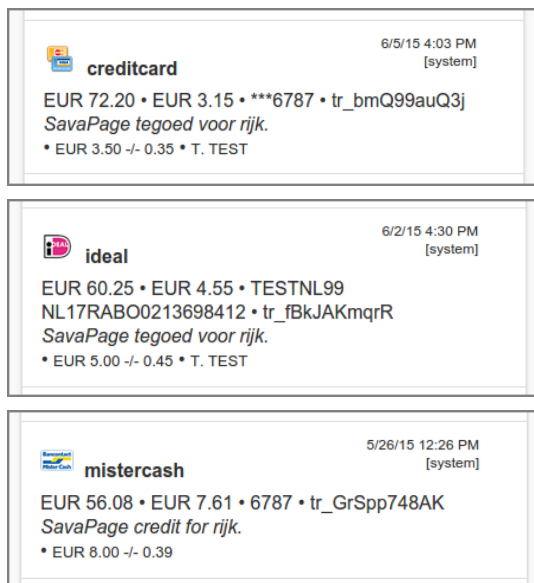 6/5/15 4:03 PM
creditcard
[system]
EUR 72.20 • EUR 3.15 • ***6787 • tr_bmQ99auQ3j
SavaPage tegoed voor rijk.
• EUR 3.50 -/- 0.35 • T. TEST
6/2/15 4:30 PM
iDEAL
ideal
[system]
EUR 60.25 • EUR 4.55 • TESTNL99
NL17RABO0213698412 • tr_fBkJAKmqrR
SavaPage tegoed voor rijk.
• EUR 5.00 -/- 0.45 • T. TEST
5/26/15 12:26 PM
Bancontact
Mister Cash
mistercash
[system]
EUR 56.08 • EUR 7.61 • 6787 • tr_GrSpp748AK
SavaPage credit for rijk.
• EUR 8.00 -/- 0.39